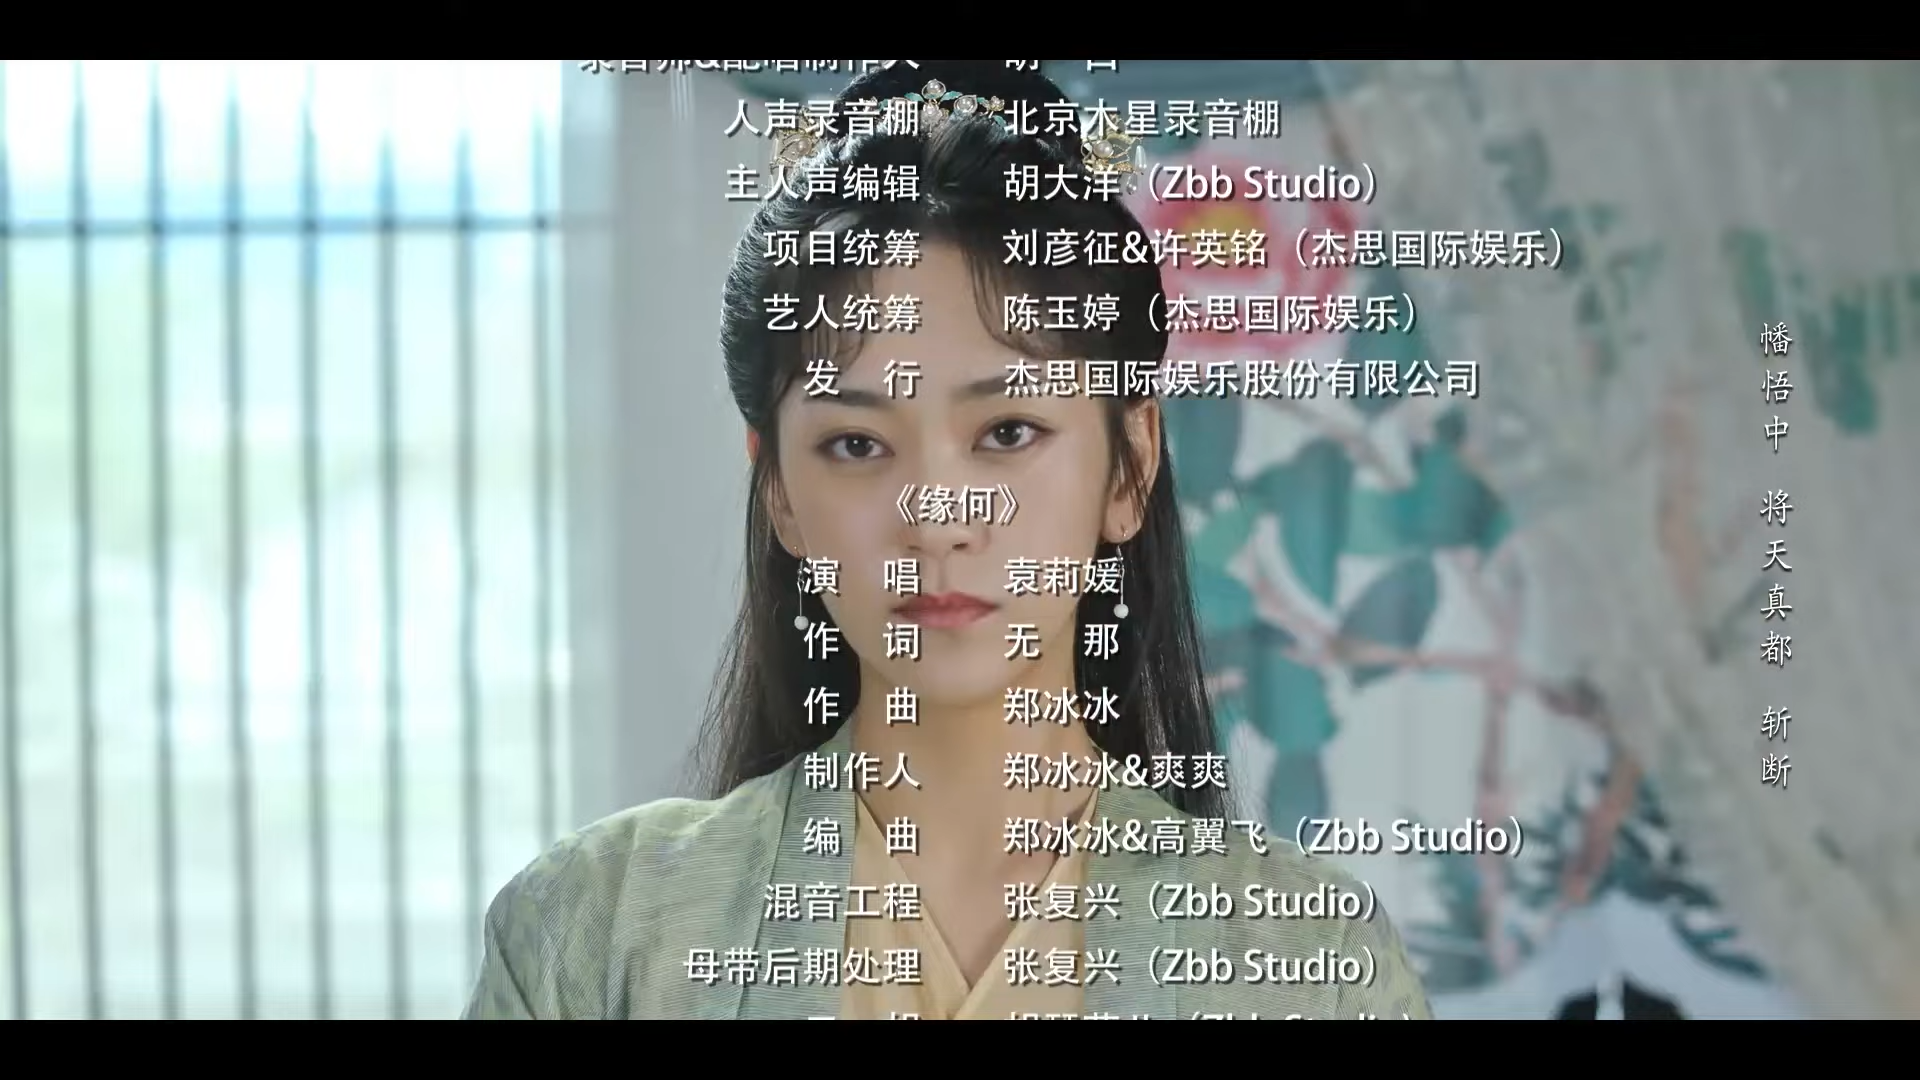 人声录音棚 北京木星录音棚
主人声编辑 胡大洋（Zbb Studio）
项目统筹 刘彦征&许英铭（杰思国际娱乐）
艺人统筹 陈玉婷（杰思国际娱乐）
发 行 杰思国际娱乐股份有限公司
《缘何》
演 唱 袁莉媛
作 词 无 那
作 曲 郑冰冰
制作人 郑冰冰&爽爽
编 曲 郑冰冰&高翼飞（Zbb Studio）
混音工程 张复兴（Zbb Studio）
母带后期处理 张复兴（Zbb Studio）
幡悟中 将天真都 斩断